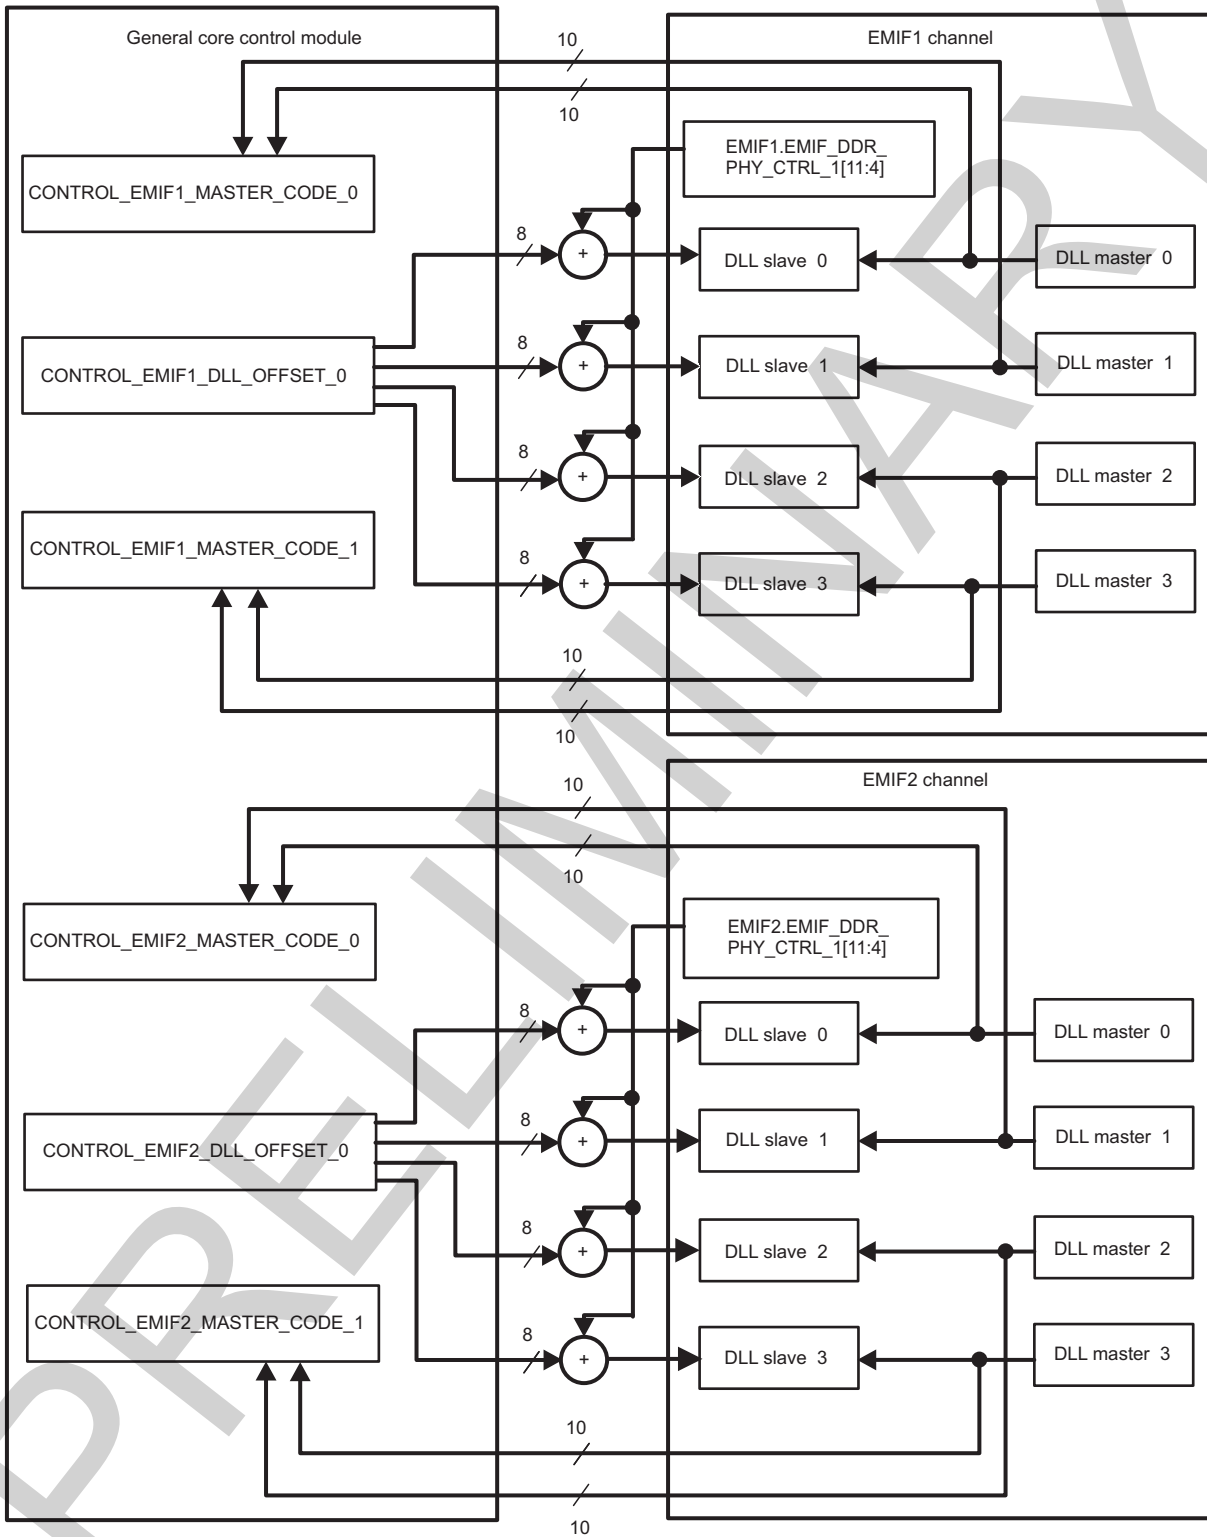 General core control module
EMIF1 channel
10
10
CONTROL_EMIF1_MASTER_CODE_0
EMIF1.EMIF_DDR_
PHY_CTRL_1[11:4]
8
+
DLL slave 0
DLL master 0
CONTROL_EMIF1_DLL_OFFSET_0
8
+
DLL slave 1
DLL master 1
8
+
DLL slave 2
DLL master 2
CONTROL_EMIF1_MASTER_CODE_1
8
+
DLL slave 3
DLL master 3
10
10
EMIF2 channel
10
10
CONTROL_EMIF2_MASTER_CODE_0
EMIF2.EMIF_DDR_
PHY_CTRL_1[11:4]
8
+
DLL slave 0
DLL master 0
CONTROL_EMIF2_DLL_OFFSET_0
8
+
DLL slave 1
DLL master 1
8
+
DLL slave 2
DLL master 2
CONTROL_EMIF2_MASTER_CODE_1
8
+
DLL slave 3
DLL master 3
10
10
PRELIMINARY